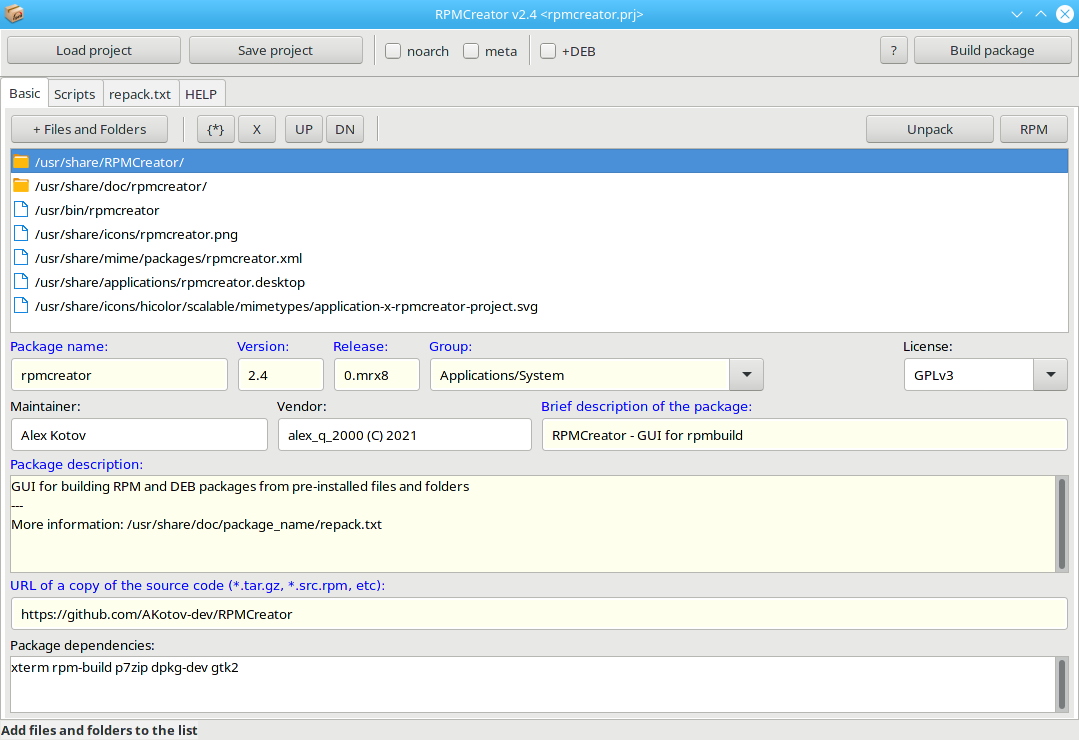 RPMCreator v2.4 <rpmcreator.prj>
Load project Save project noarch meta +DEB ? Build package
Basic Scripts repack.txt HELP
+ Files and Folders {*} X UP DN Unpack RPM
/usr/share/RPMCreator/
/usr/share/doc/rpmcreator/
/usr/bin/rpmcreator
/usr/share/icons/rpmcreator.png
/usr/share/mime/packages/rpmcreator.xml
/usr/share/applications/rpmcreator.desktop
/usr/share/icons/hicolor/scalable/mimetypes/application-x-rpmcreator-project.svg
Package name: Version: Release: Group: License:
rpmcreator 2.4 0.mrx8 Applications/System GPLv3
Maintainer: Vendor: Brief description of the package:
Alex Kotov alex_q_2000 (C) 2021 RPMCreator - GUI for rpmbuild
Package description:
GUI for building RPM and DEB packages from pre-installed files and folders
---
More information: /usr/share/doc/package_name/repack.txt
URL of a copy of the source code (*.tar.gz, *.src.rpm, etc):
https://github.com/AKotov-dev/RPMCreator
Package dependencies:
xterm rpm-build p7zip dpkg-dev gtk2
Add files and folders to the list